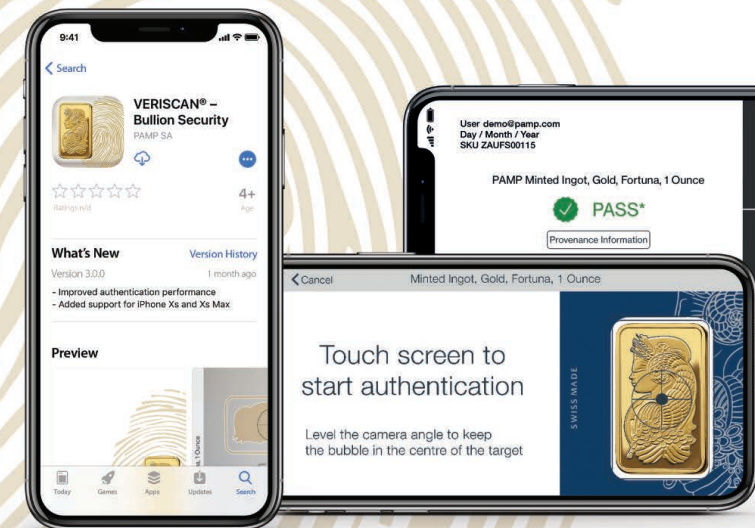 9:41
Search
VERISCAN® –
Bullion Security
PAMP SA
4+
Ratings n/d
Age
What's New
Version History
Version 3.0.0
1 month ago
- Improved authentication performance
- Added support for iPhone Xs and Xs Max
Preview
1 Ounce
Today
Games
Apps
Updates
Search
User demo@pamp.com
Day / Month / Year
SKU ZAUFS00115
PAMP Minted Ingot, Gold, Fortuna, 1 Ounce
PASS*
Provenance Information
Cancel
Minted Ingot, Gold, Fortuna, 1 Ounce
Touch screen to
start authentication
Level the camera angle to keep
the bubble in the centre of the target
SWISS MADE